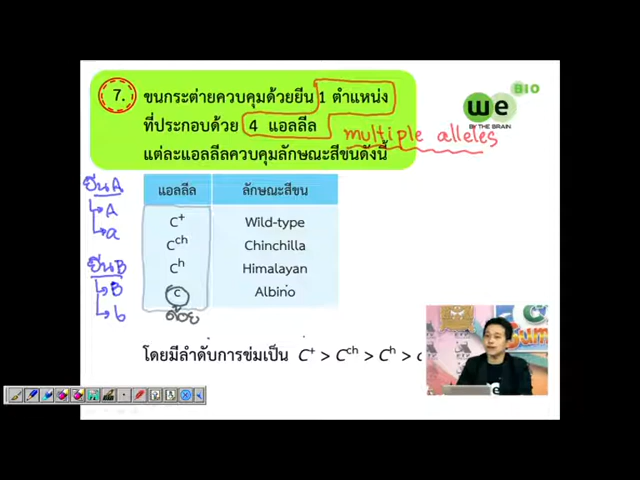 7. ขนกระต่ายควบคุมด้วยยีน 1 ตำแหน่ง
ที่ประกอบด้วย 4 แอลลีล
multiple alleles
แต่ละแอลลีลควบคุมลักษณะสีขนดังนี้
we BIO
BY THE BRAIN
ยีนA
A
a
ยีนB
B
b
แอลลีล ลักษณะสีขน
C+ Wild-type
Cch Chinchilla
Ch Himalayan
c Albino
ด้อย
โดยมีลำดับการข่มเป็น C+ > Cch > Ch > c